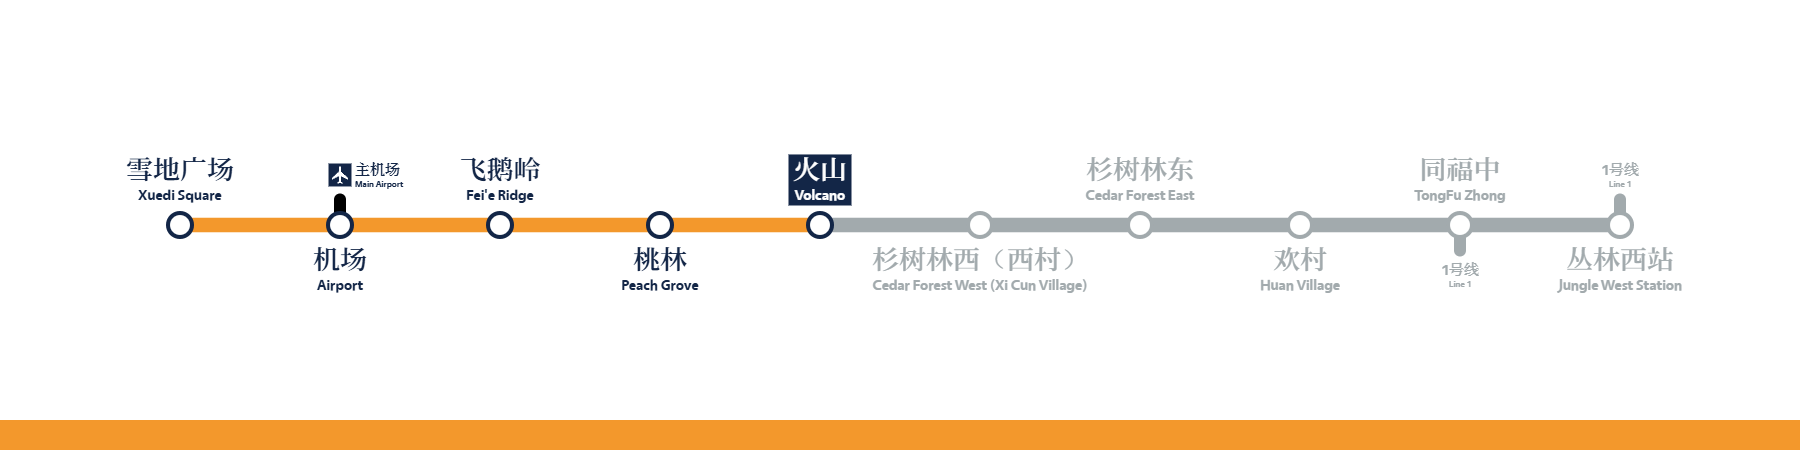 雪地广场
Xuedi Square
主机场
Main Airport
机场
Airport
飞鹅岭
Fei'e Ridge
桃林
Peach Grove
火山
Volcano
杉树林西（西村）
Cedar Forest West (Xi Cun Village)
杉树林东
Cedar Forest East
欢村
Huan Village
同福中
TongFu Zhong
1号线
Line 1
1号线
Line 1
丛林西站
Jungle West Station